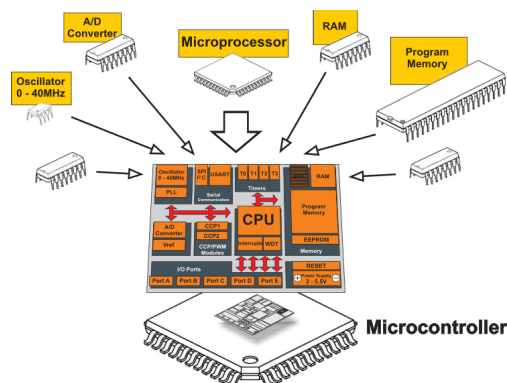 A/D
Converter
Microprocessor
RAM
Program
Memory
Oscillator
0 - 40MHz
Oscillator
0 - 40MHz
PLL
SPI
I²C
USART
Serial
Communication
T0 T1 T2 T3
Timers
RAM
Program
Memory
EEPROM
Memory
A/D
Converter
Vref
CCP1
CCP2
CCP/PWM
Modules
CPU
Interrupts
WDT
I/O Ports
Port A
Port B
Port C
Port D
Port E
RESET
Power Supply
2 - 5.5V
Microcontroller